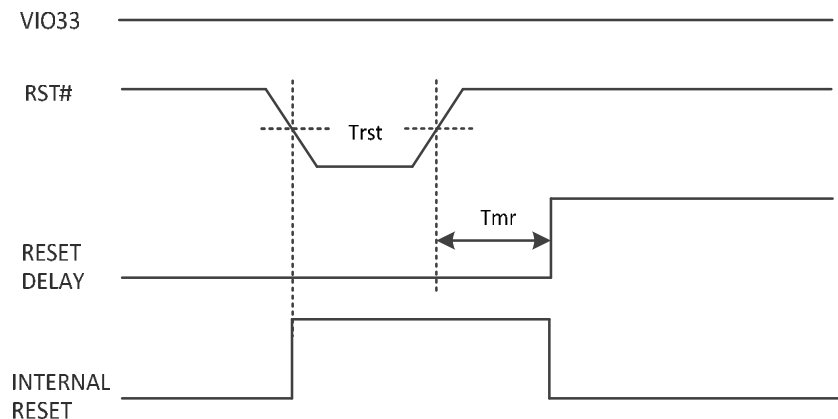 VIO33
RST#
Trst
Tmr
RESET
DELAY
INTERNAL
RESET